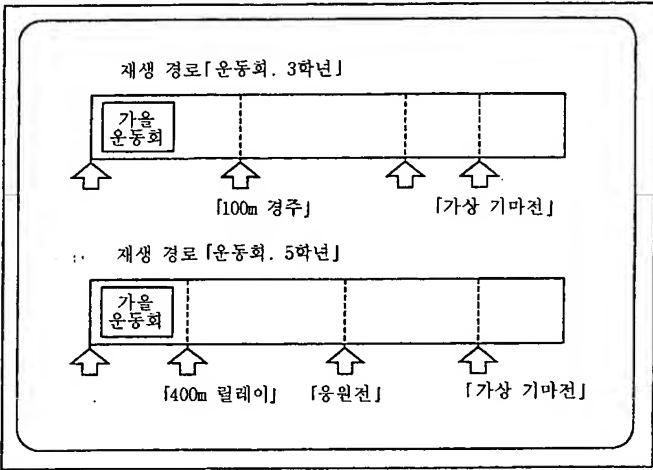 재생 경로「운동회. 3학년」
가을
운동회
「100m 경주」
「가상 기마전」
재생 경로「운동회. 5학년」
가을
운동회
「400m 릴레이」
「응원전」
「가상 기마전」